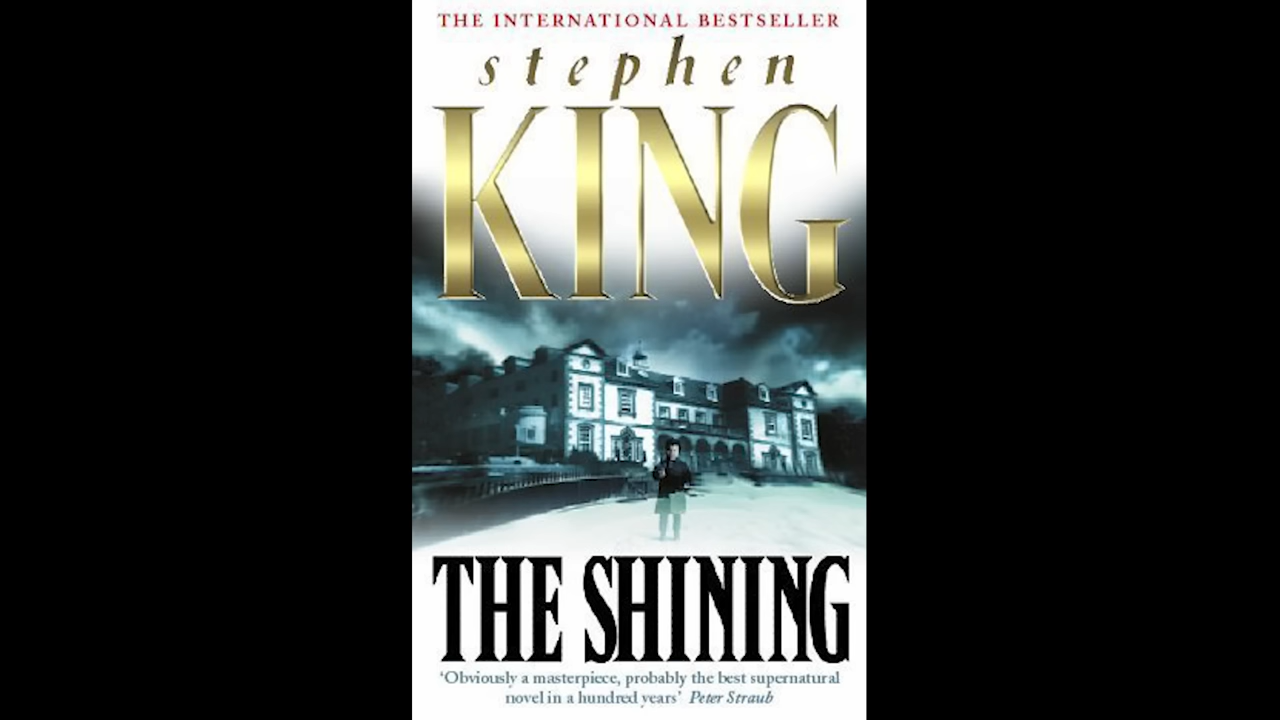 THE INTERNATIONAL BESTSELLER
stephen
KING
THE SHINING
‘Obviously a masterpiece, probably the best supernatural
novel in a hundred years’ Peter Straub